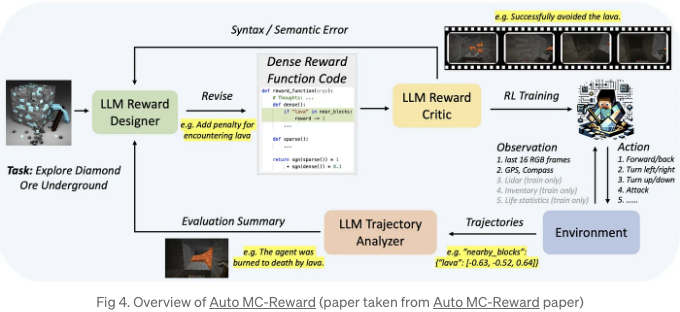 Syntax / Semantic Error
e.g. Successfully avoided the lava.
Dense Reward
Function Code
def reward_function(args):
# Thoughts: ...
def dense():
if "lava" in near_blocks:
reward -= 1
...
def sparse():
...
return sgn(sparse()) * 1
+ sgn(dense()) * 0.1
LLM Reward
Designer
Revise
e.g. Add penalty for
encountering lava
LLM Reward
Critic
RL Training
Task: Explore Diamond
Ore Underground
Observation
1. last 16 RGB frames
2. GPS, Compass
3. Lidar (train only)
4. Inventory (train only)
5. Life statistics (train only)
Action
1. Forward/back
2. Turn left/right
3. Turn up/down
4. Attack
5. ......
Evaluation Summary
e.g. The agent was
burned to death by lava.
LLM Trajectory
Analyzer
Trajectories
e.g. "nearby_blocks":
{"lava": [-0.63, -0.52, 0.64]}
Environment
Fig 4. Overview of Auto MC-Reward (paper taken from Auto MC-Reward paper)